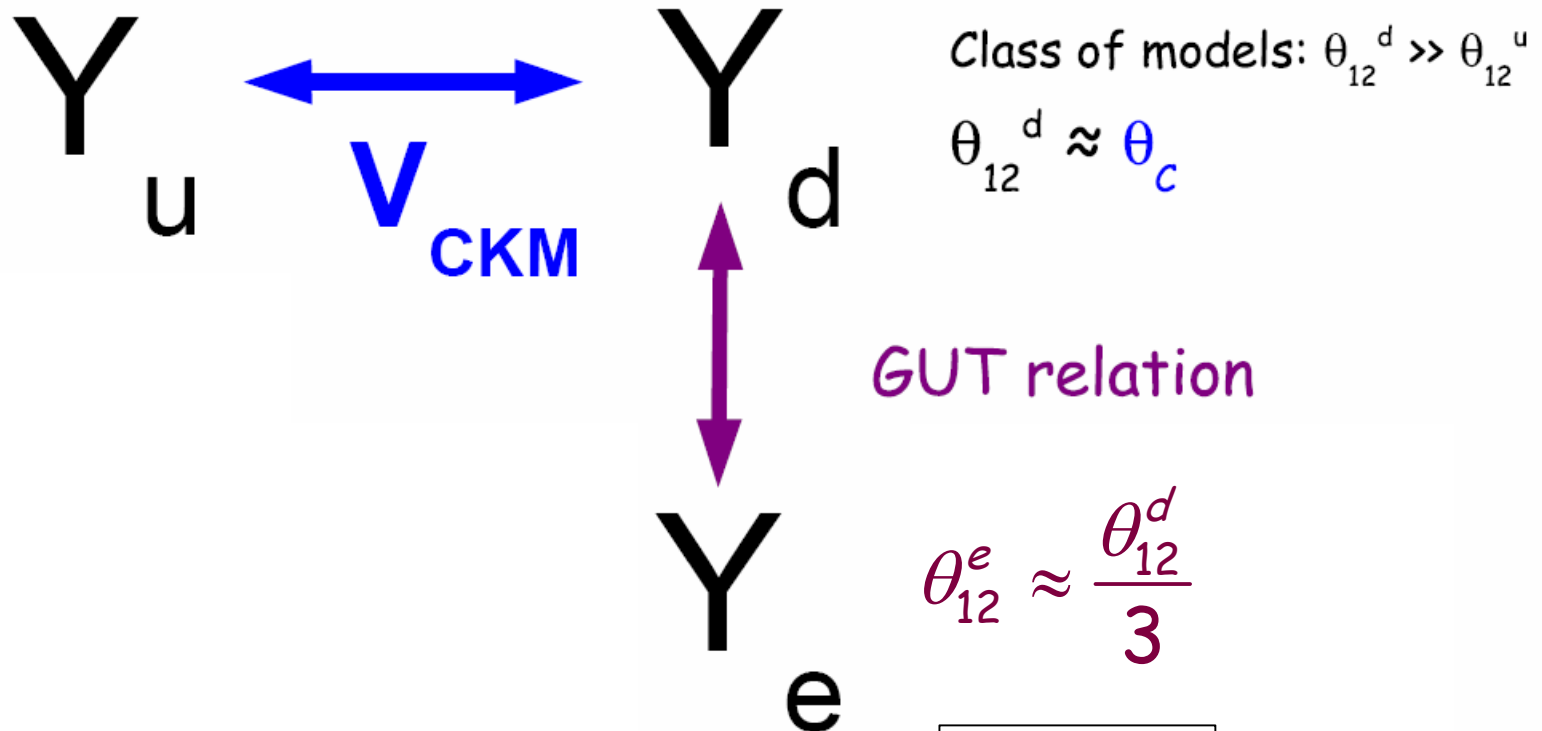 Y_u
V_CKM
Y_d
Class of models: θ_12^d >> θ_12^u
θ_12^d ≈ θ_C
GUT relation
Y_e
θ_12^e ≈ θ_12^d / 3